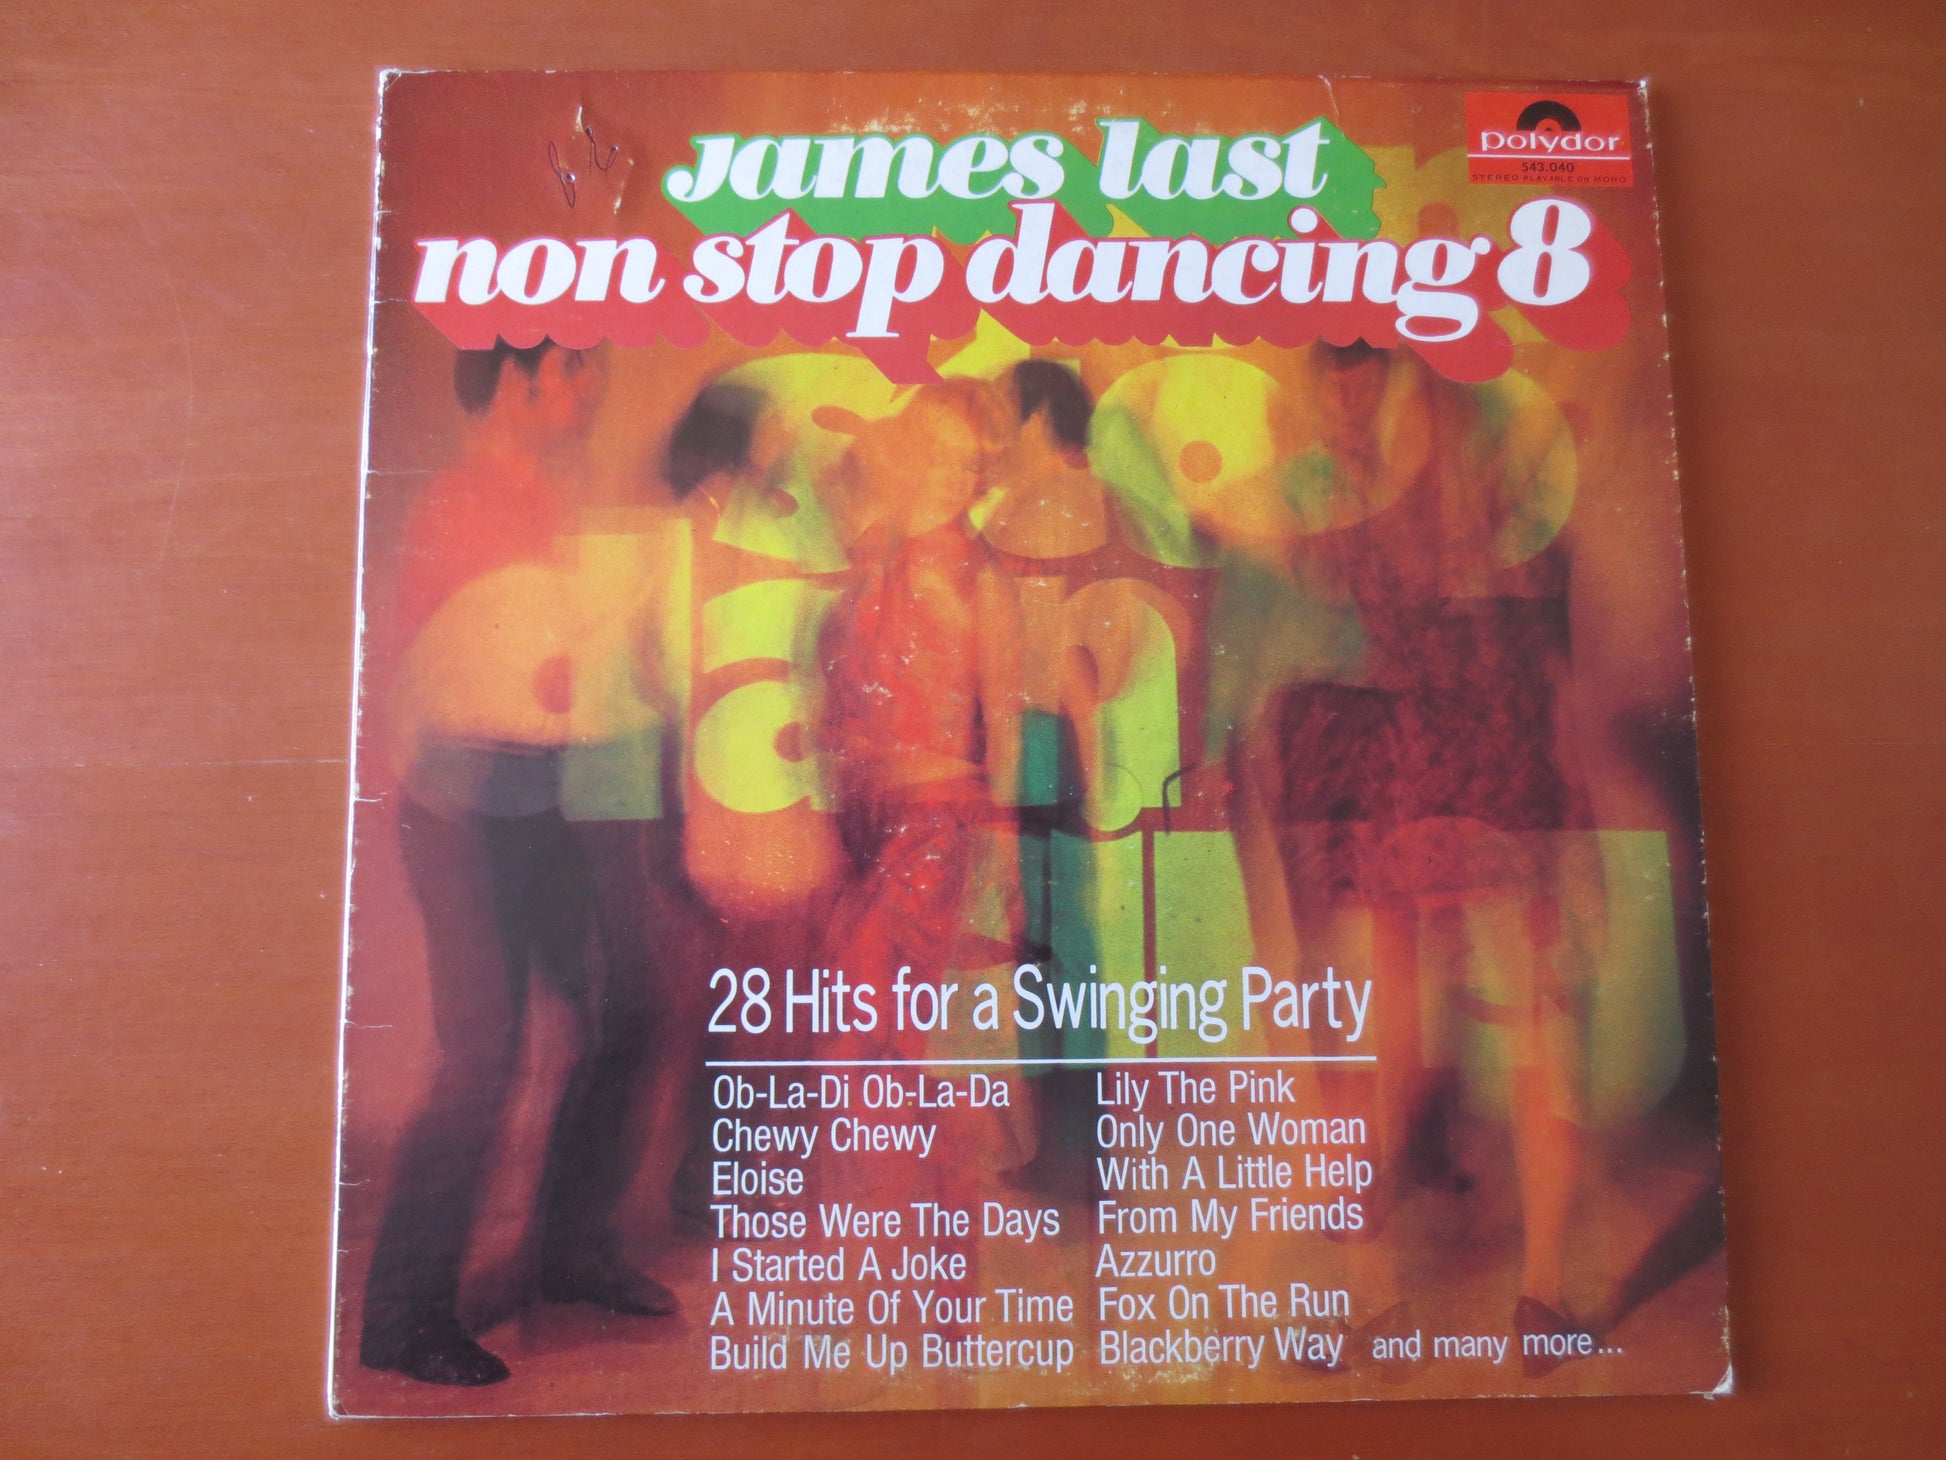 james last
non stop dancing 8
polydor
543.040
STEREO PLAYABLE ON MONO
28 Hits for a Swinging Party
Ob-La-Di Ob-La-Da
Chewy Chewy
Eloise
Those Were The Days
I Started A Joke
A Minute Of Your Time
Build Me Up Buttercup
Lily The Pink
Only One Woman
With A Little Help
From My Friends
Azzurro
Fox On The Run
Blackberry Way and many more...